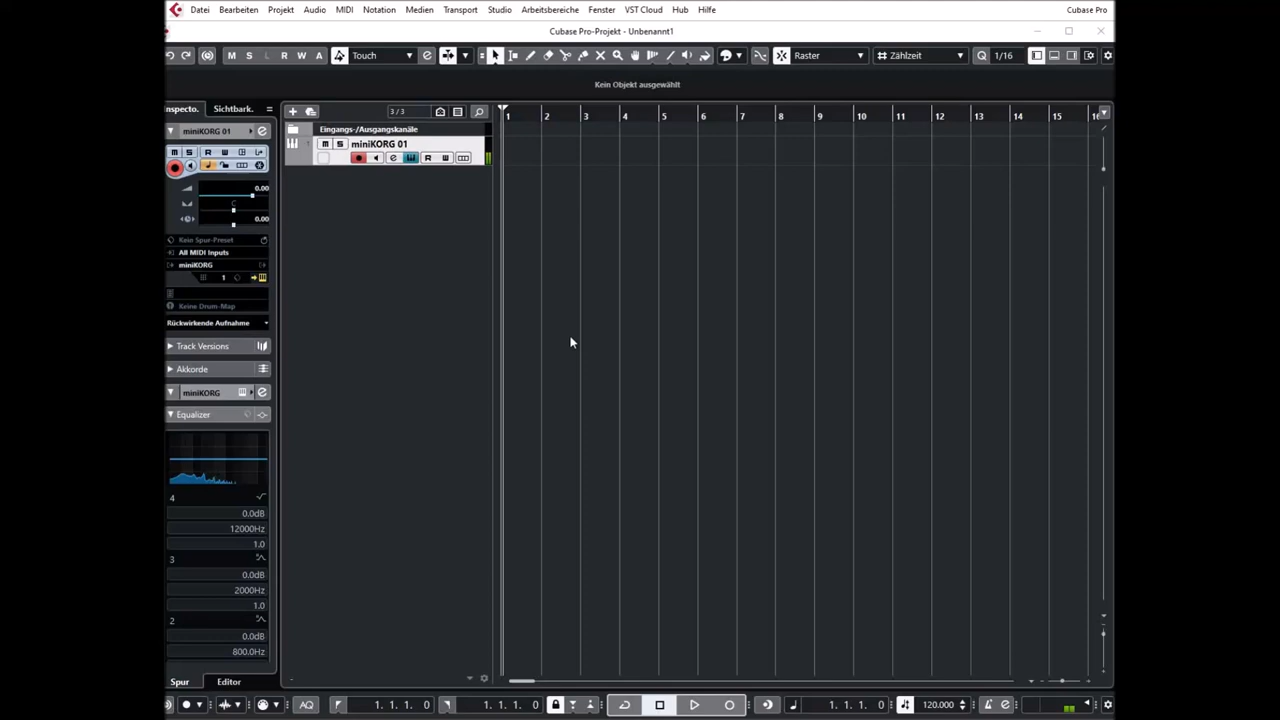 Datei Bearbeiten Projekt Audio MIDI Notation Medien Transport Studio Arbeitsbereiche Fenster VST Cloud Hub Hilfe Cubase Pro
Cubase Pro-Projekt - Unbenannt1
M S L R W A Touch Raster Zählzeit Q 1/16
Kein Objekt ausgewählt
Inspecto. Sichtbark. 3/3 1 2 3 4 5 6 7 8 9 10 11 12 13 14 15 16
Eingangs-/Ausgangskanäle
miniKORG 01
m S miniKORG 01
m S R W
R W
0.00
C
0.00
Kein Spur-Preset
All MIDI Inputs
miniKORG
1
Keine Drum-Map
Rückwirkende Aufnahme
Track Versions
Akkorde
miniKORG
Equalizer
4
0.0dB
12000Hz
1.0
3
0.0dB
2000Hz
1.0
2
0.0dB
800.0Hz
Spur Editor
AQ 1. 1. 1. 0 1. 1. 1. 0 1. 1. 1. 0 120.000